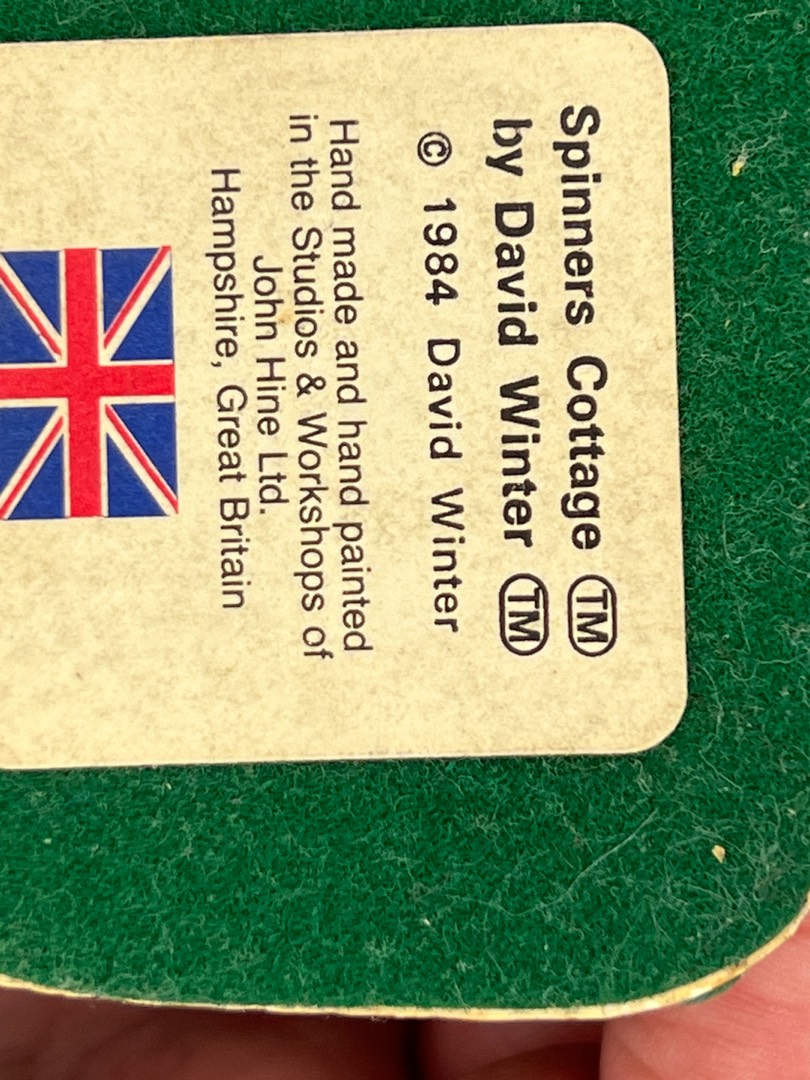 Spinners Cottage TM
by David Winter TM
© 1984 David Winter
Hand made and hand painted
in the Studios & Workshops of
John Hine Ltd.
Hampshire, Great Britain